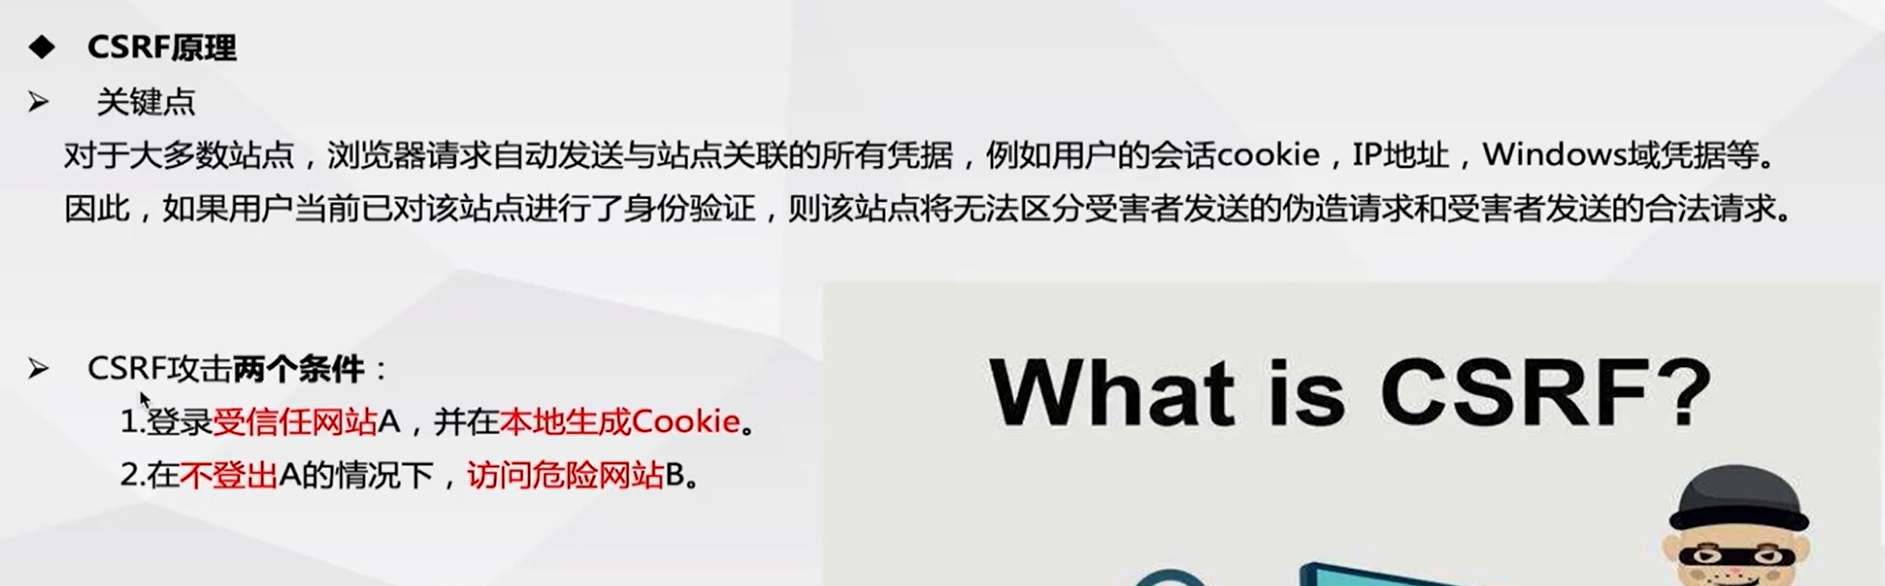 ◆ CSRF原理
➢ 关键点
对于大多数站点，浏览器请求自动发送与站点关联的所有凭据，例如用户的会话cookie，IP地址，Windows域凭据等。
因此，如果用户当前已对该站点进行了身份验证，则该站点将无法区分受害者发送的伪造请求和受害者发送的合法请求。
➢ CSRF攻击两个条件：
1.登录受信任网站A，并在本地生成Cookie。
2.在不登出A的情况下，访问危险网站B。
What is CSRF?